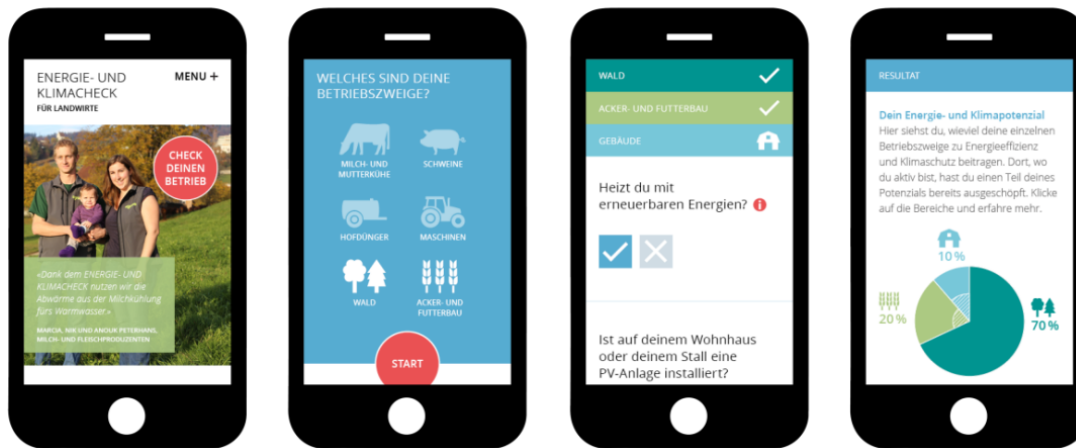 ENERGIE- UND
KLIMACHECK
FÜR LANDWIRTE
MENU +
CHECK
DEINEN
BETRIEB
«Dank dem ENERGIE- UND
KLIMACHECK nutzen wir die
Abwärme aus der Milchkühlung
fürs Warmwasser.»
MARCIA, NIK UND ANOUK PETERHANS,
MILCH- UND FLEISCHPRODUZENTEN
WELCHES SIND DEINE
BETRIEBSZWEIGE?
MILCH- UND
MUTTERKÜHE
SCHWEINE
HOFDÜNGER
MASCHINEN
WALD
ACKER- UND
FUTTERBAU
START
WALD
ACKER- UND FUTTERBAU
GEBÄUDE
Heizt du mit
erneuerbaren Energien? i
Ist auf deinem Wohnhaus
oder deinem Stall eine
PV-Anlage installiert?
RESULTAT
Dein Energie- und Klimapotenzial
Hier siehst du, wieviel deine einzelnen
Betriebszweige zu Energieeffizienz
und Klimaschutz beitragen. Dort, wo
du aktiv bist, hast du einen Teil deines
Potenzials bereits ausgeschöpft. Klicke
auf die Bereiche und erfahre mehr.
10 %
20 %
70 %